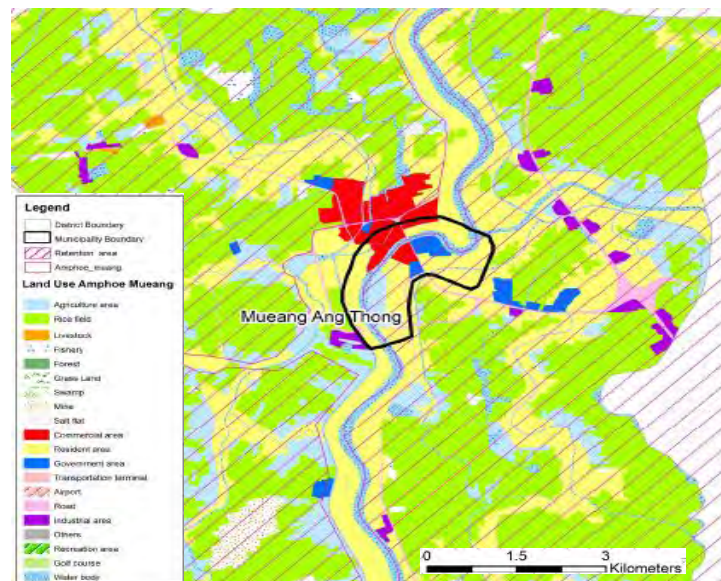 Mueang Ang Thong
Legend
District Boundary
Municipality Boundary
Retention area
Amphoe_mueang
Land Use Amphoe Mueang
Agriculture area
Rice field
Livestock
Fishery
Forest
Grass Land
Swamp
Mine
Salt flat
Commercial area
Resident area
Government area
Transportation terminal
Airport
Road
Industrial area
Others
Recreation area
Golf course
Water body
0 1.5 3
Kilometers